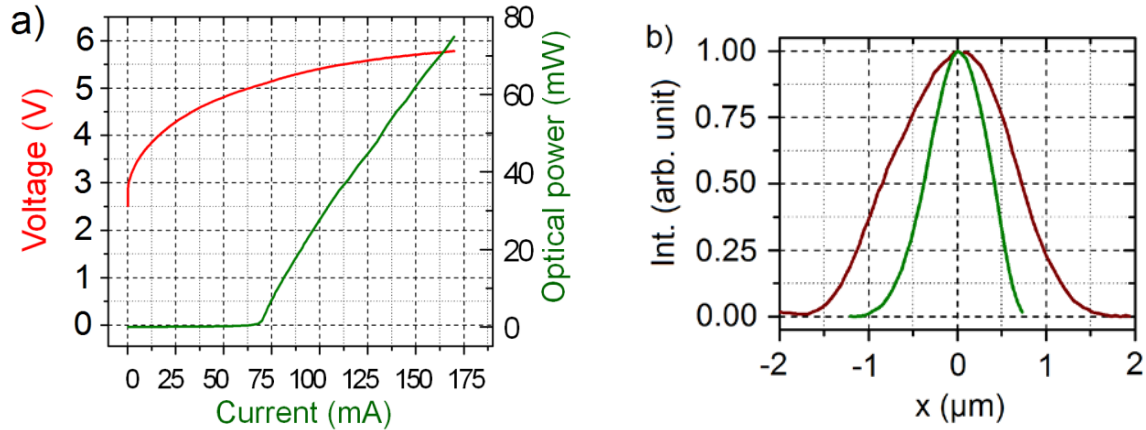 a)
Voltage (V)
6
5
4
3
2
1
0
80
60
40
20
0
Optical power (mW)
0 25 50 75 100 125 150 175
Current (mA)
b)
Int. (arb. unit)
1.00
0.75
0.50
0.25
0.00
-2 -1 0 1 2
x (μm)